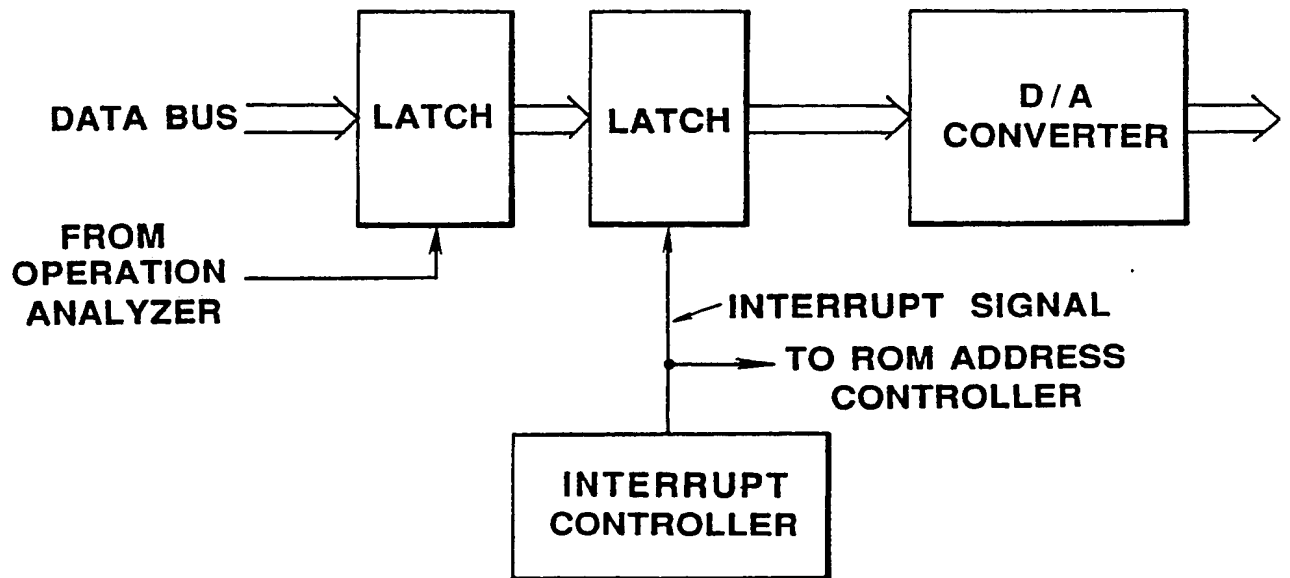 DATA BUS
LATCH
LATCH
D/A
CONVERTER
FROM
OPERATION
ANALYZER
INTERRUPT SIGNAL
TO ROM ADDRESS
CONTROLLER
INTERRUPT
CONTROLLER